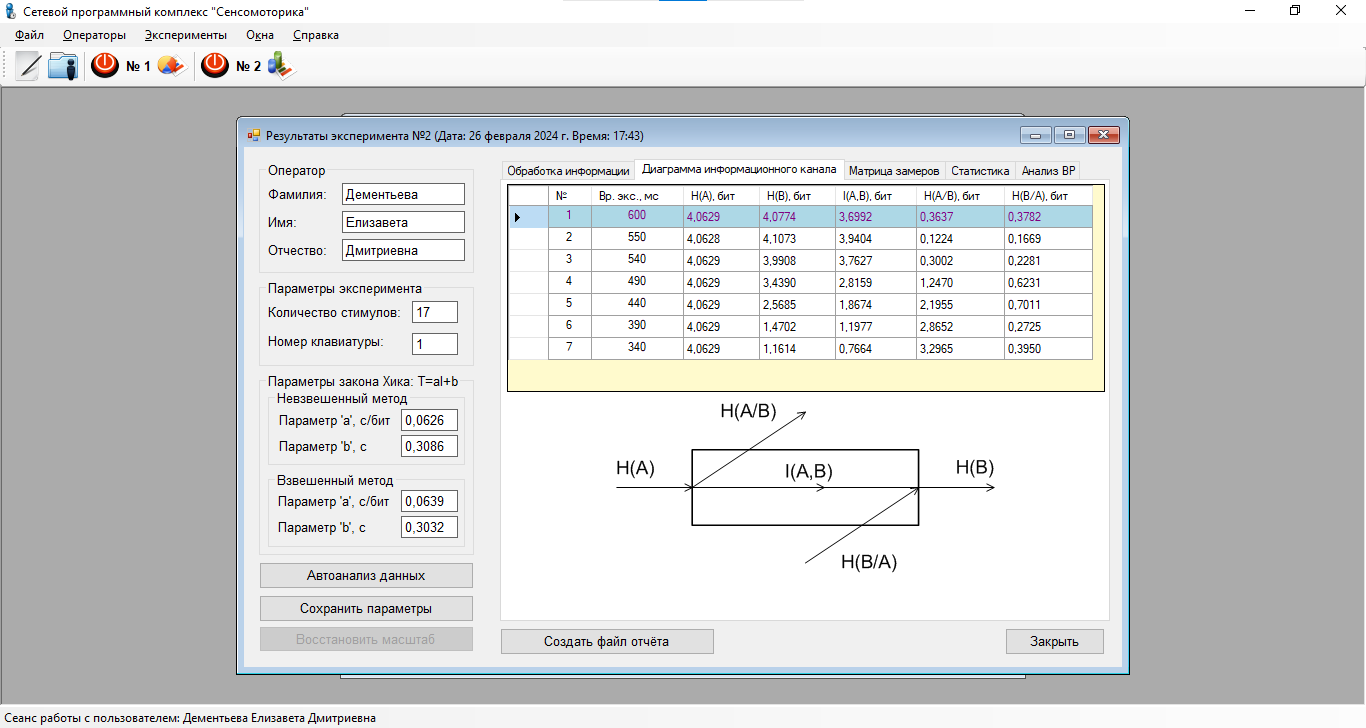 Сетевой программный комплекс "Сенсомоторика"
Файл Операторы Эксперименты Окна Справка
№ 1 № 2
Результаты эксперимента №2 (Дата: 26 февраля 2024 г. Время: 17:43)
Оператор
Фамилия: Дементьева
Имя: Елизавета
Отчество: Дмитриевна
Параметры эксперимента
Количество стимулов: 17
Номер клавиатуры: 1
Параметры закона Хика: T=aI+b
Невзвешенный метод
Параметр 'a', с/бит 0,0626
Параметр 'b', с 0,3086
Взвешенный метод
Параметр 'a', с/бит 0,0639
Параметр 'b', с 0,3032
Автоанализ данных
Сохранить параметры
Восстановить масштаб
Обработка информации Диаграмма информационного канала Матрица замеров Статистика Анализ ВР
№ Вр. экс., мс H(A), бит H(B), бит I(A,B), бит H(A/B), бит H(B/A), бит
1 600 4,0629 4,0774 3,6992 0,3637 0,3782
2 550 4,0628 4,1073 3,9404 0,1224 0,1669
3 540 4,0629 3,9908 3,7627 0,3002 0,2281
4 490 4,0629 3,4390 2,8159 1,2470 0,6231
5 440 4,0629 2,5685 1,8674 2,1955 0,7011
6 390 4,0629 1,4702 1,1977 2,8652 0,2725
7 340 4,0629 1,1614 0,7664 3,2965 0,3950
H(A/B)
H(A) I(A,B) H(B)
H(B/A)
Создать файл отчёта Закрыть
Сеанс работы с пользователем: Дементьева Елизавета Дмитриевна